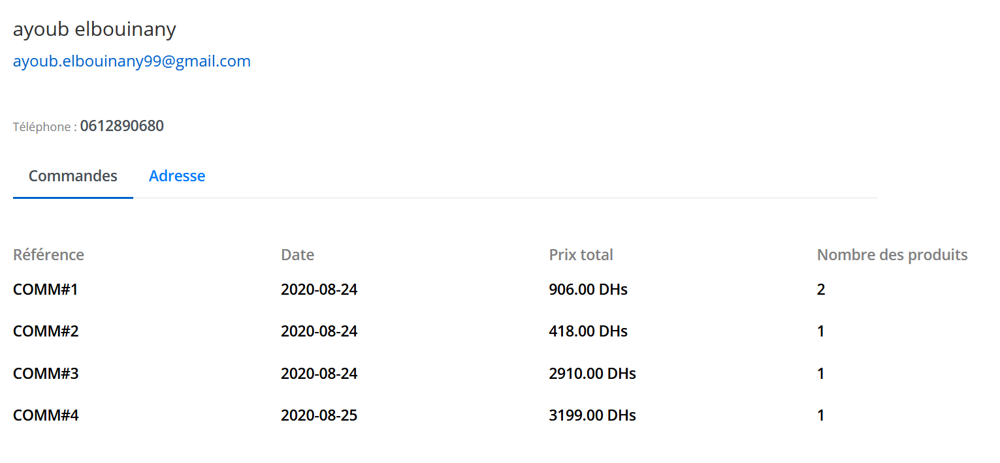 ayoub elbouinany
ayoub.elbouinany99@gmail.com
Téléphone : 0612890680
Commandes Adresse
Référence Date Prix total Nombre des produits
COMM#1 2020-08-24 906.00 DHs 2
COMM#2 2020-08-24 418.00 DHs 1
COMM#3 2020-08-24 2910.00 DHs 1
COMM#4 2020-08-25 3199.00 DHs 1